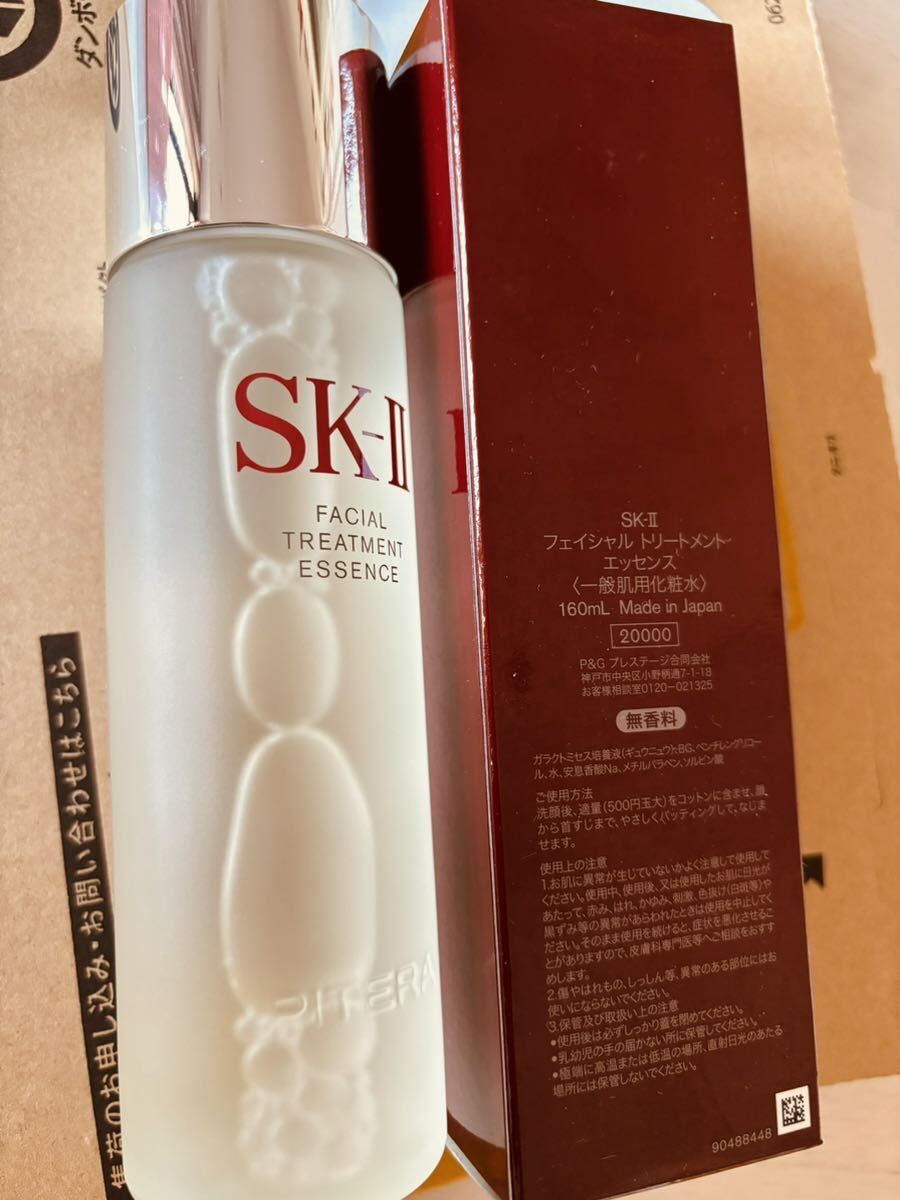 ダンボ
062
SK-II
FACIAL
TREATMENT
ESSENCE
PITERA
集荷のお申し込み・お問い合わせはこちら
SK-II
フェイシャル トリートメント
エッセンス
〈一般肌用化粧水〉
160mL Made in Japan
20000
P&G プレステージ合同会社
神戸市中央区小野柄通7-1-18
お客様相談室0120-021325
無香料
ガラクトミセス培養液(ギュウニュウ)、BG、ペンチレングリコー
ル、水、安息香酸Na、メチルパラベン、ソルビン酸
ご使用方法
洗顔後、適量(500円玉大)をコットンに含ませ、顔
から首すじまで、やさしくパッティングして、なじま
せます。
使用上の注意
1.お肌に異常が生じていないかよく注意して使用して
ください。使用中、使用後、又は使用したお肌に日光が
あたって、赤み、はれ、かゆみ、刺激、色抜け(白斑等)や
黒ずみ等の異常があらわれたときは使用を中止してく
ださい。そのまま使用を続けると、症状を悪化させるこ
とがありますので、皮膚科専門医等へご相談をおすす
めします。
2.傷やはれもの、しっしん等、異常のある部位にはお
使いにならないでください。
3.保管及び取扱い上の注意
●使用後は必ずしっかり蓋を閉めてください。
●乳幼児の手の届かない所に保管してください。
●極端に高温または低温の場所、直射日光のあたる
場所には保管しないでください。
90488448